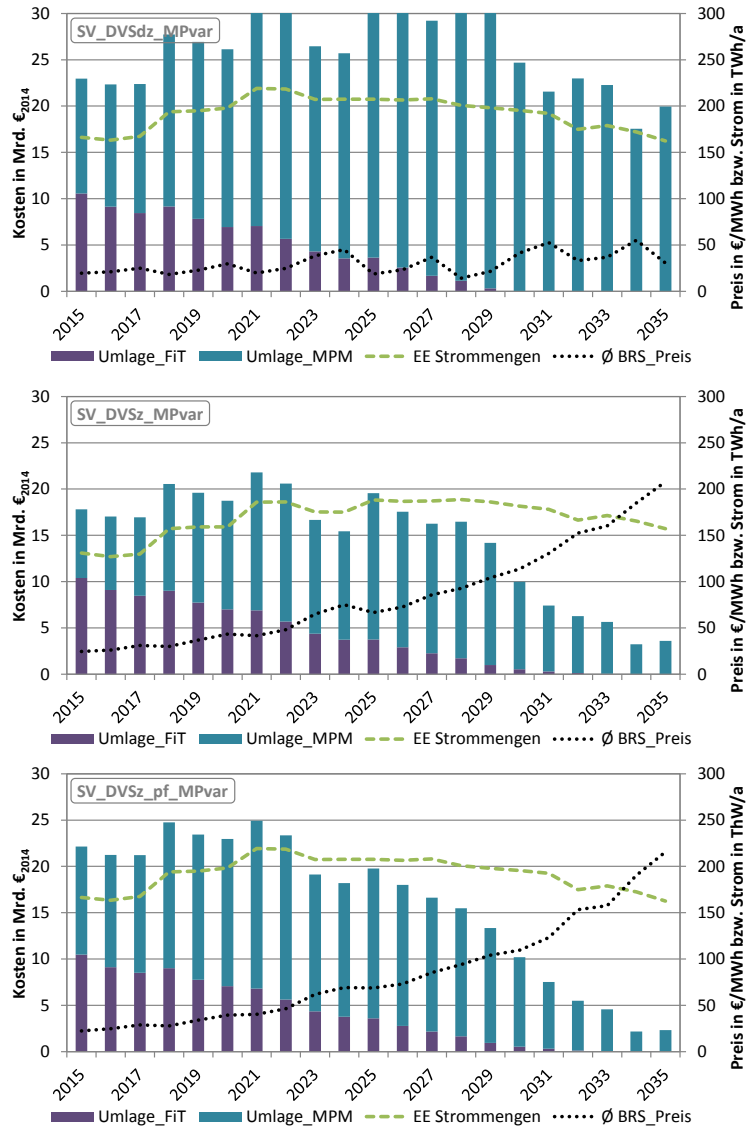 SV_DVSdz_MPvar
Kosten in Mrd. €2014
30
25
20
15
10
5
0
300
250
200
150
100
50
0
Preis in €/MWh bzw. Strom in TWh/a
2015 2017 2019 2021 2023 2025 2027 2029 2031 2033 2035
Umlage_FiT Umlage_MPM EE Strommengen Ø BRS_Preis
SV_DVSz_MPvar
Kosten in Mrd. €2014
30
25
20
15
10
5
0
300
250
200
150
100
50
0
Preis in €/MWh bzw. Strom in TWh/a
2015 2017 2019 2021 2023 2025 2027 2029 2031 2033 2035
Umlage_FiT Umlage_MPM EE Strommengen Ø BRS_Preis
SV_DVSz_pf_MPvar
Kosten in Mrd. €2014
30
25
20
15
10
5
0
300
250
200
150
100
50
0
Preis in €/MWh bzw. Strom in ThW/a
2015 2017 2019 2021 2023 2025 2027 2029 2031 2033 2035
Umlage_FiT Umlage_MPM EE Strommengen Ø BRS_Preis